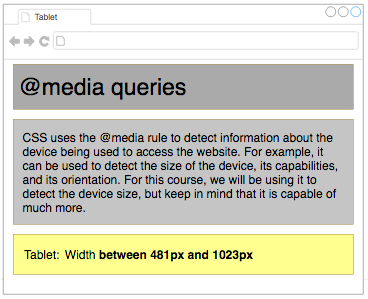 Tablet
@media queries
CSS uses the @media rule to detect information about the
device being used to access the website. For example, it
can be used to detect the size of the device, its capabilities,
and its orientation. For this course, we will be using it to
detect the device size, but keep in mind that it is capable of
much more.
Tablet: Width between 481px and 1023px